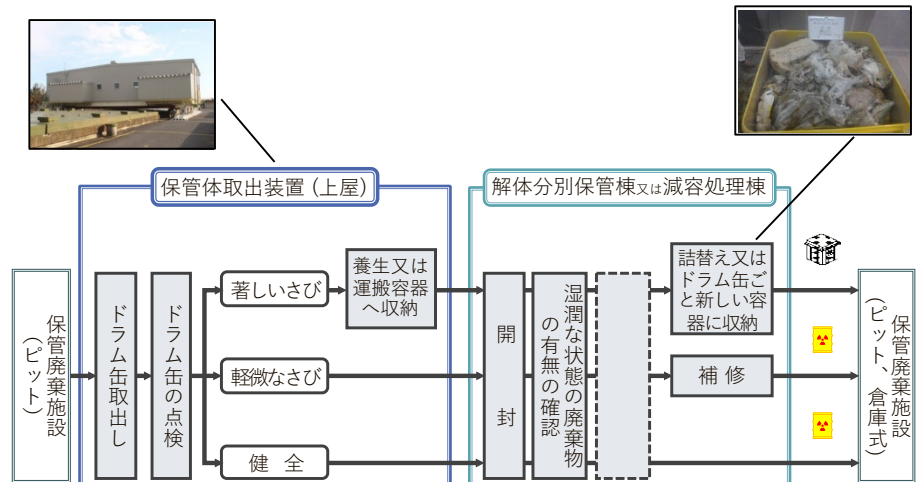 保管体取出装置（上屋）
解体分別保管棟又は減容処理棟
保管廃棄施設
（ピット）
ドラム缶取出し
ドラム缶の点検
著しいさび
軽微なさび
健 全
養生又は
運搬容器
へ収納
開 封
湿潤な状態の廃棄物
の有無の確認
詰替え又は
ドラム缶ご
と新しい容
器に収納
補 修
保管廃棄施設
（ピット、倉庫式）